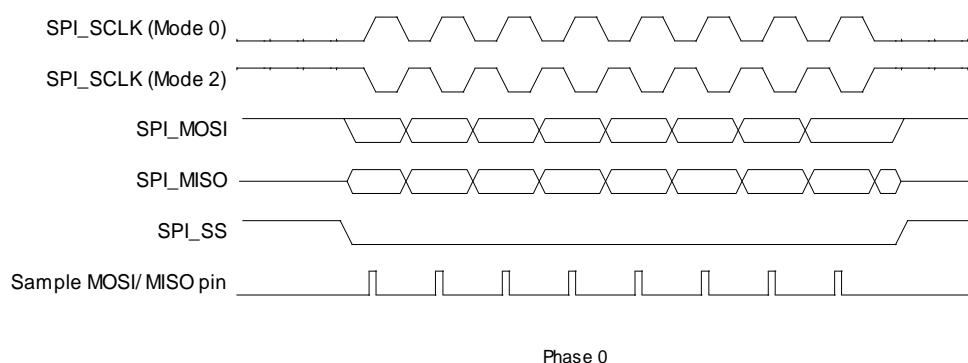 SPI_SCLK (Mode 0)
SPI_SCLK (Mode 2)
SPI_MOSI
SPI_MISO
SPI_SS
Sample MOSI/MISO pin
Phase 0